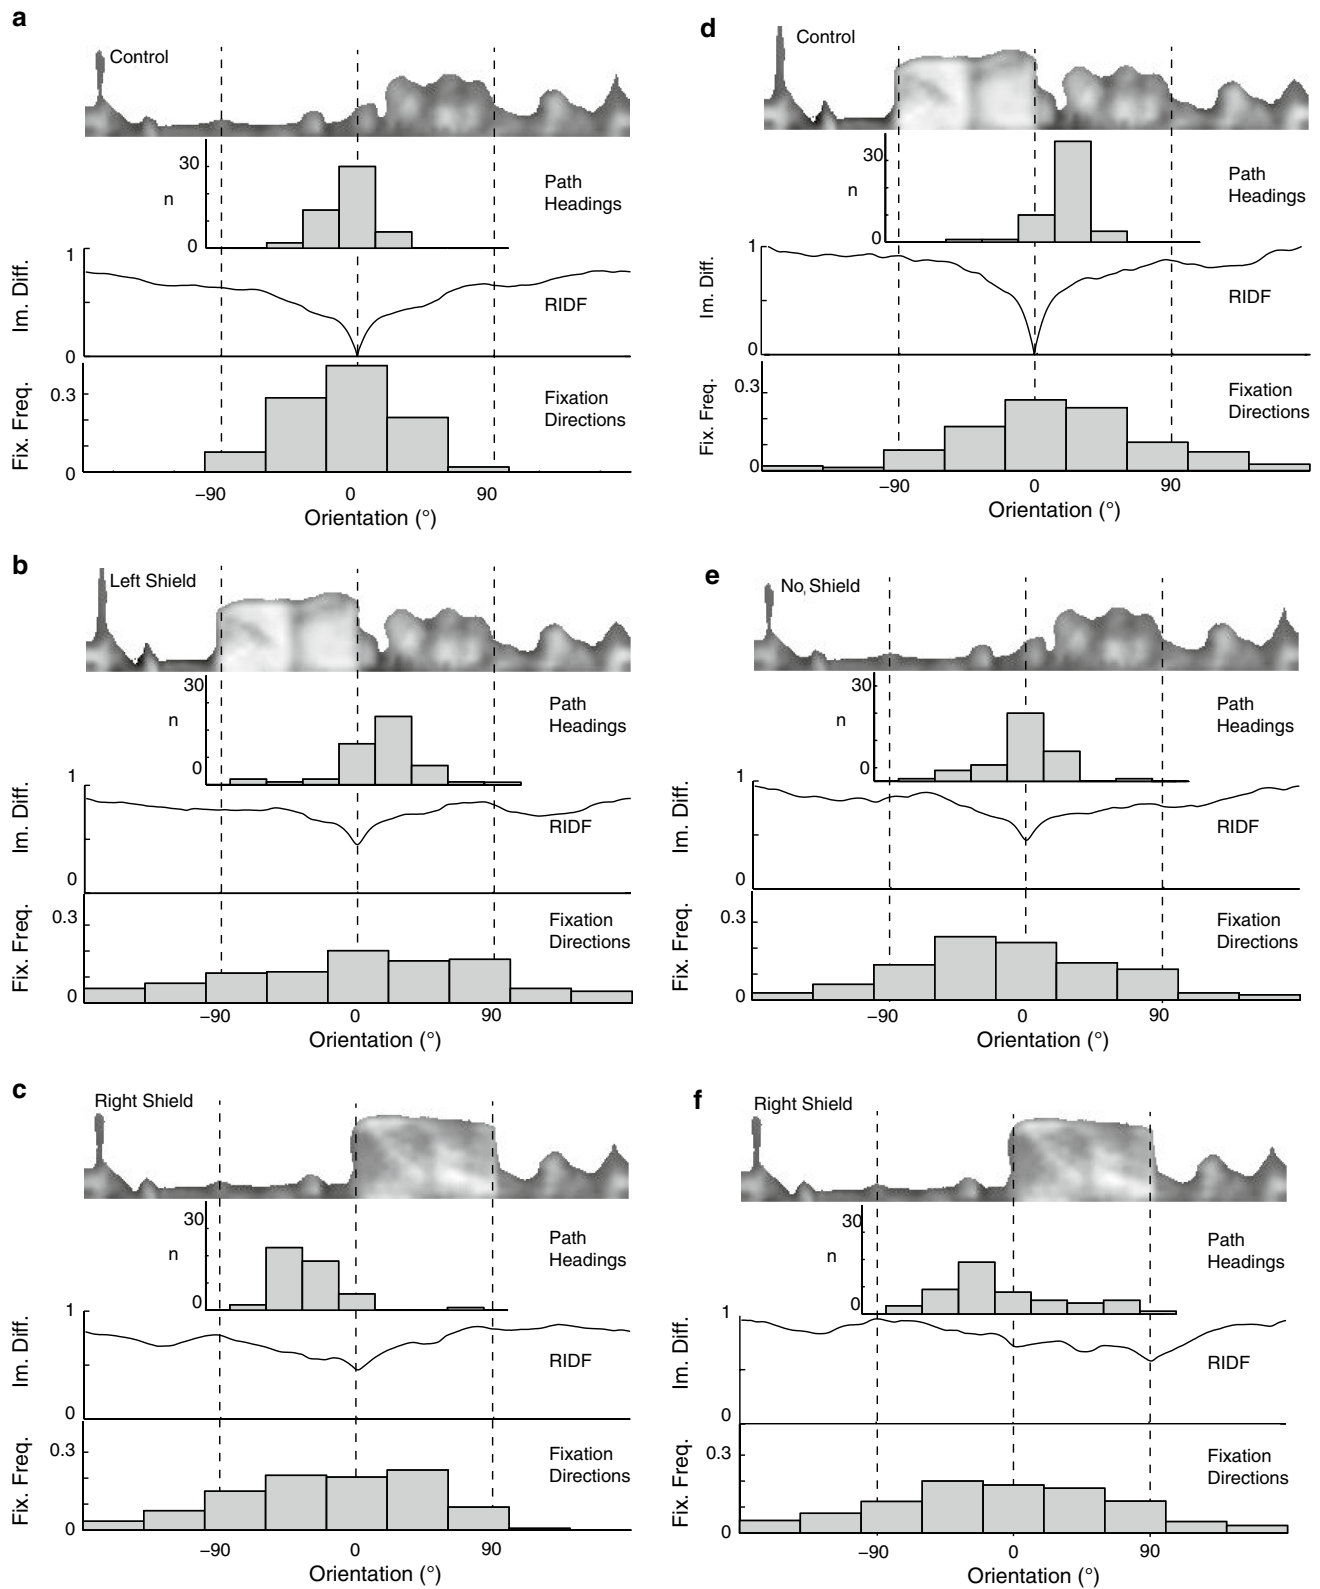 a
Control
30
n
0
Path
Headings
1
Im. Diff.
0
RIDF
0.3
Fix. Freq.
0
Fixation
Directions
−90 0 90
Orientation (°)
b
Left Shield
30
n
0
Path
Headings
1
Im. Diff.
0
RIDF
0.3
Fix. Freq.
0
Fixation
Directions
−90 0 90
Orientation (°)
c
Right Shield
30
n
0
Path
Headings
1
Im. Diff.
0
RIDF
0.3
Fix. Freq.
0
Fixation
Directions
−90 0 90
Orientation (°)
d
Control
30
n
0
Path
Headings
1
Im. Diff.
0
RIDF
0.3
Fix. Freq.
0
Fixation
Directions
−90 0 90
Orientation (°)
e
No Shield
30
n
0
Path
Headings
1
Im. Diff.
0
RIDF
0.3
Fix. Freq.
0
Fixation
Directions
−90 0 90
Orientation (°)
f
Right Shield
30
n
0
Path
Headings
1
Im. Diff.
0
RIDF
0.3
Fix. Freq.
0
Fixation
Directions
−90 0 90
Orientation (°)